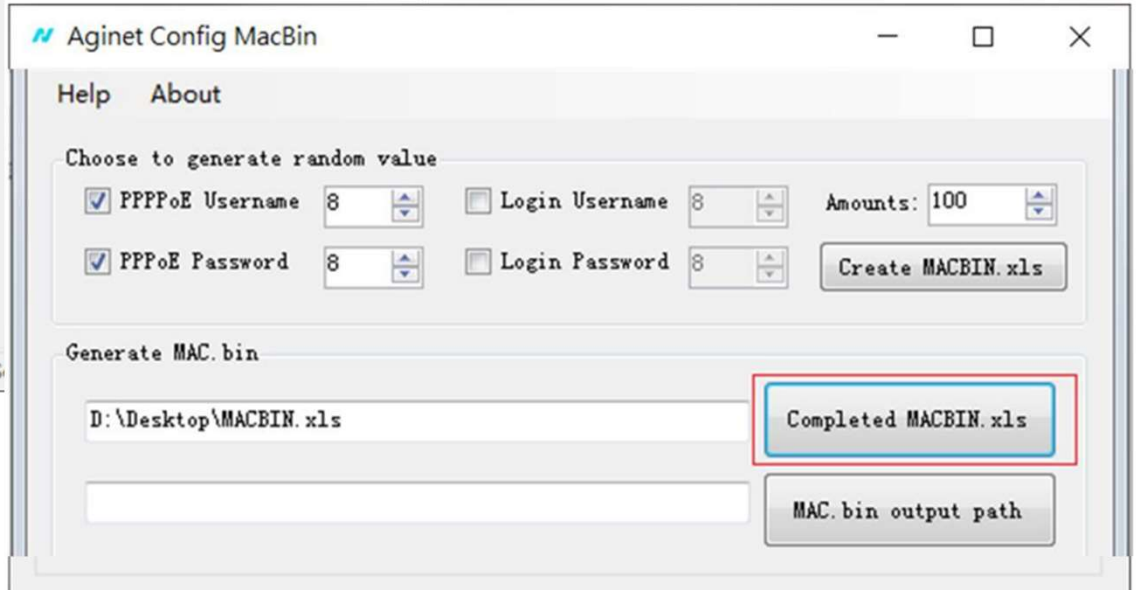 Aginet Config MacBin
Help About
Choose to generate random value
PPPPoE Username 8 Login Username 8 Amounts: 100
PPPoE Password 8 Login Password 8 Create MACBIN.xls
Generate MAC.bin
D:\Desktop\MACBIN.xls Completed MACBIN.xls
MAC.bin output path